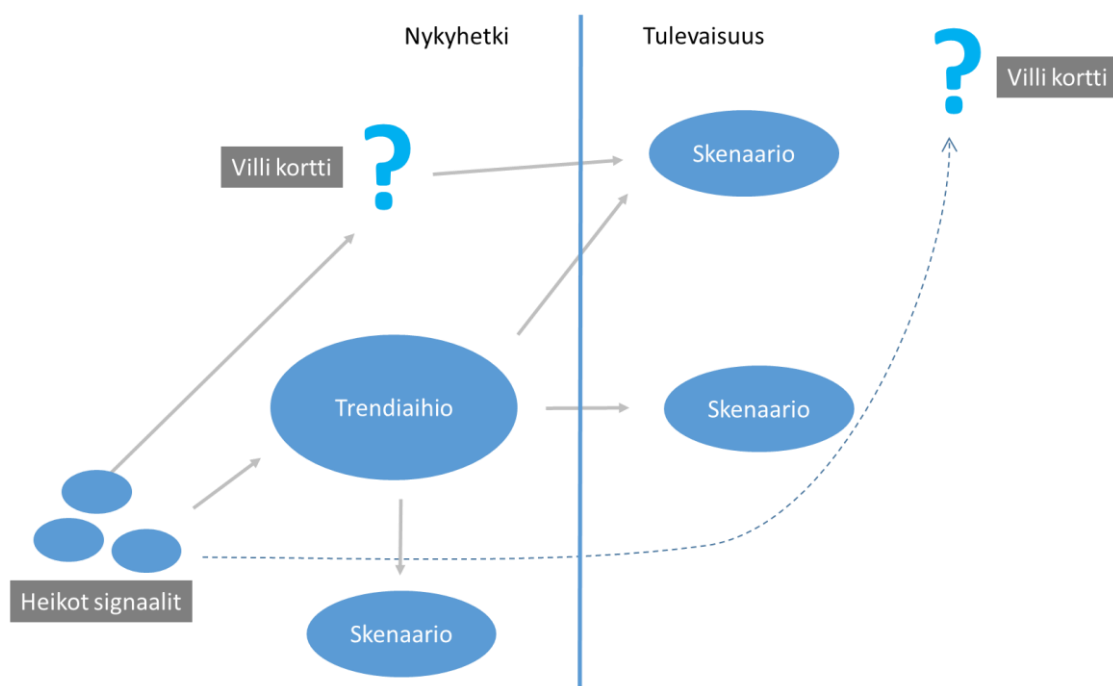 Nykyhetki
Tulevaisuus
?
Villi kortti
Skenaario
Villi kortti
?
Trendiaihio
Skenaario
Heikot signaalit
Skenaario